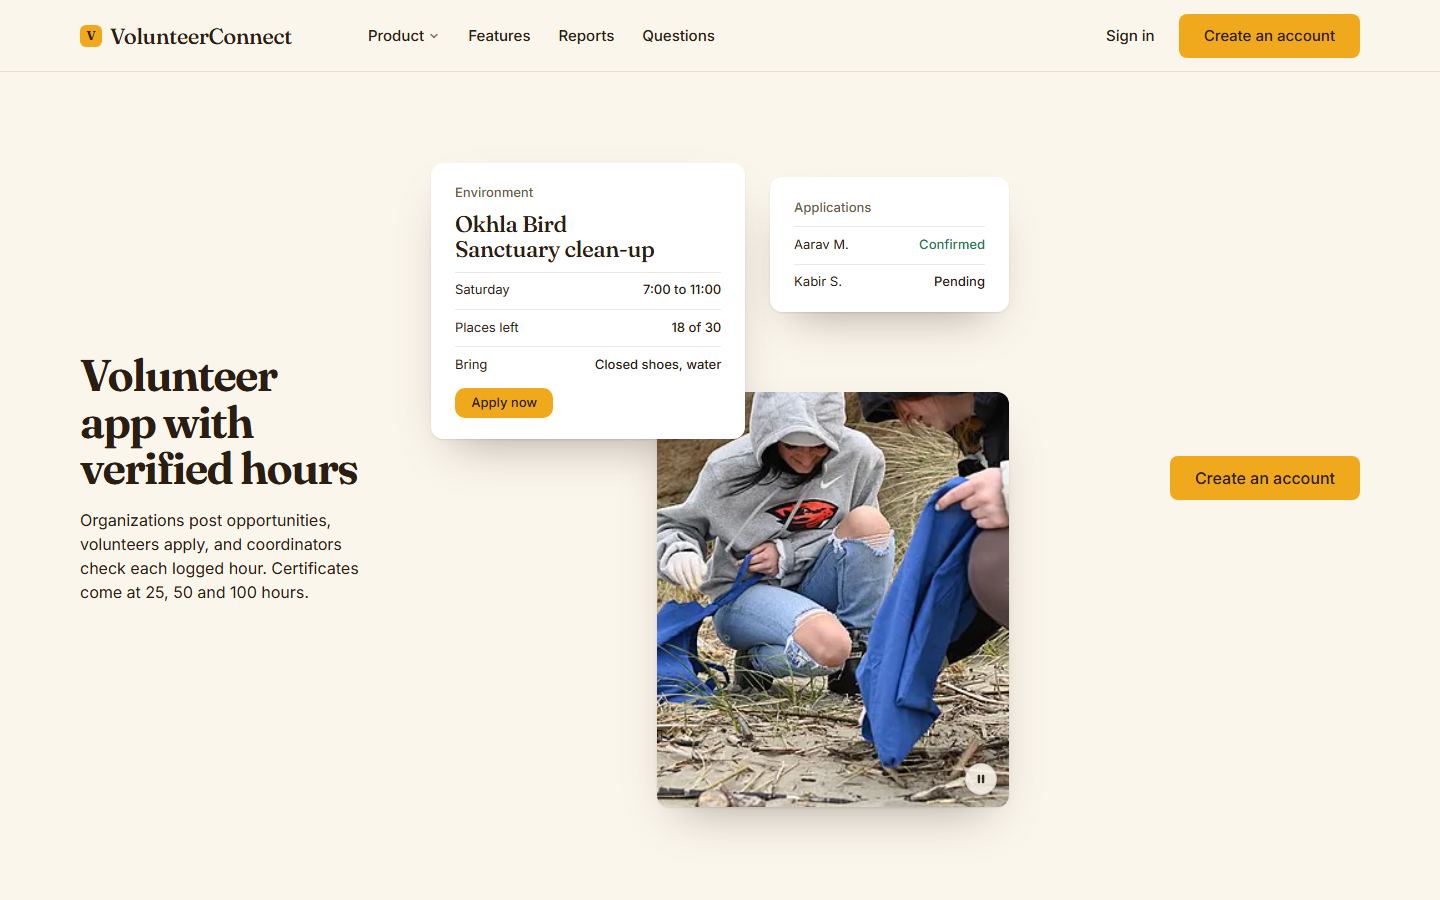 V VolunteerConnect
Product
Features
Reports
Questions
Sign in
Create an account
Volunteer
app with
verified hours
Organizations post opportunities,
volunteers apply, and coordinators
check each logged hour. Certificates
come at 25, 50 and 100 hours.
Environment
Okhla Bird
Sanctuary clean-up
Saturday 7:00 to 11:00
Places left 18 of 30
Bring Closed shoes, water
Apply now
Applications
Aarav M. Confirmed
Kabir S. Pending
Create an account